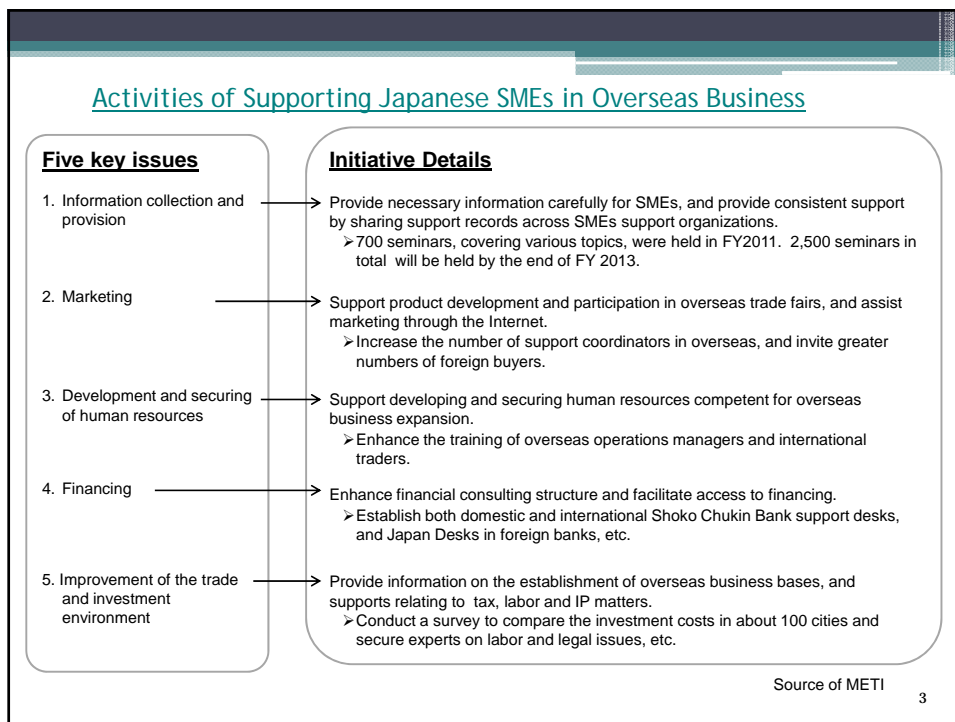 Activities of Supporting Japanese SMEs in Overseas Business
Five key issues
1. Information collection and
provision
2. Marketing
3. Development and securing
of human resources
4. Financing
5. Improvement of the trade
and investment
environment
Initiative Details
Provide necessary information carefully for SMEs, and provide consistent support
by sharing support records across SMEs support organizations.
➢700 seminars, covering various topics, were held in FY2011. 2,500 seminars in
total will be held by the end of FY 2013.
Support product development and participation in overseas trade fairs, and assist
marketing through the Internet.
➢Increase the number of support coordinators in overseas, and invite greater
numbers of foreign buyers.
Support developing and securing human resources competent for overseas
business expansion.
➢Enhance the training of overseas operations managers and international
traders.
Enhance financial consulting structure and facilitate access to financing.
➢Establish both domestic and international Shoko Chukin Bank support desks,
and Japan Desks in foreign banks, etc.
Provide information on the establishment of overseas business bases, and
supports relating to tax, labor and IP matters.
➢Conduct a survey to compare the investment costs in about 100 cities and
secure experts on labor and legal issues, etc.
Source of METI
3